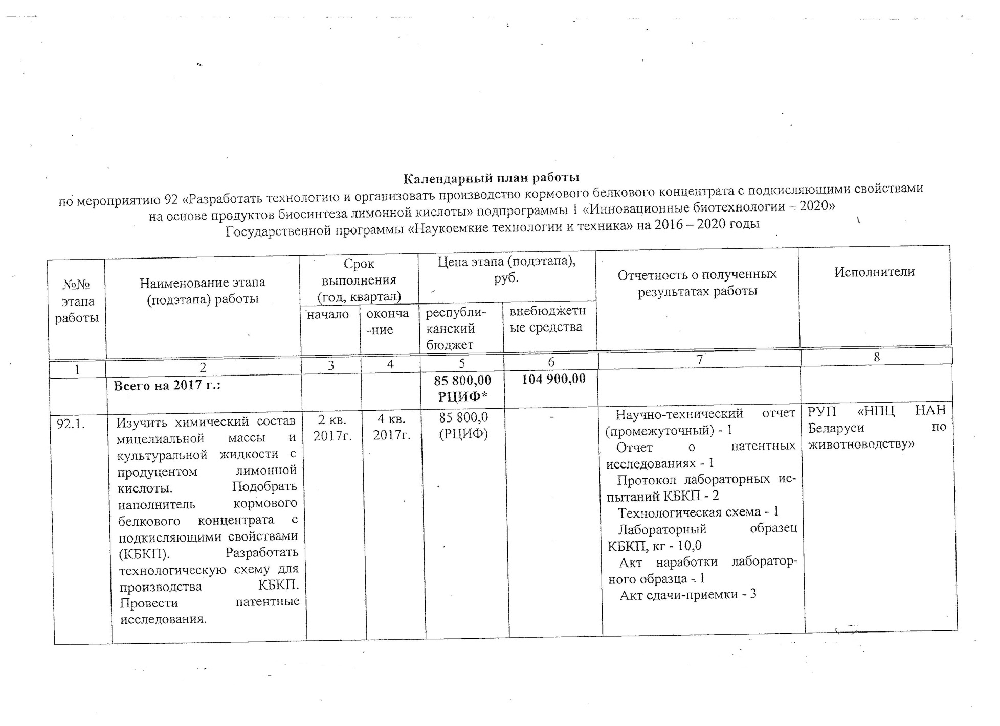 Календарный план работы
по мероприятию 92 «Разработать технологию и организовать производство кормового белкового концентрата с подкисляющими свойствами
на основе продуктов биосинтеза лимонной кислоты» подпрограммы 1 «Инновационные биотехнологии – 2020»
Государственной программы «Наукоемкие технологии и техника» на 2016 – 2020 годы
№№
этапа
работы
Наименование этапа
(подэтапа) работы
Срок
выполнения
(год, квартал)
Цена этапа (подэтапа),
руб.
Отчетность о полученных
результатах работы
Исполнители
начало
оконча
-ние
республи-
канский
бюджет
внебюджетн
ые средства
1 2 3 4 5 6 7 8
Всего на 2017 г.:
85 800,00
РЦИФ*
104 900,00
92.1.
Изучить химический состав
мицелиальной массы и
культуральной жидкости с
продуцентом лимонной
кислоты. Подобрать
наполнитель кормового
белкового концентрата с
подкисляющими свойствами
(КБКП). Разработать
технологическую схему для
производства КБКП.
Провести патентные
исследования.
2 кв.
2017г.
4 кв.
2017г.
85 800,0
(РЦИФ)
-
Научно-технический отчет
(промежуточный) - 1
Отчет о патентных
исследованиях - 1
Протокол лабораторных ис-
пытаний КБКП - 2
Технологическая схема - 1
Лабораторный образец
КБКП, кг - 10,0
Акт наработки лаборатор-
ного образца - 1
Акт сдачи-приемки - 3
РУП «НПЦ НАН
Беларуси по
животноводству»